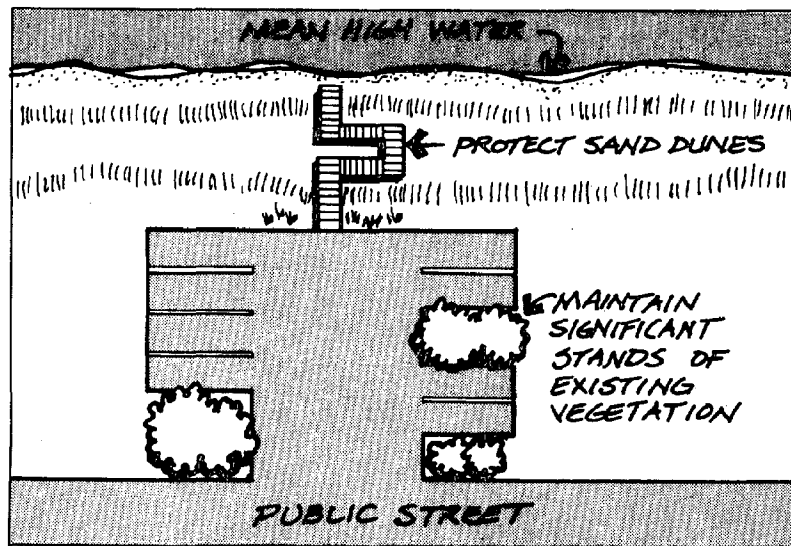 MEAN HIGH WATER
PROTECT SAND DUNES
MAINTAIN
SIGNIFICANT
STANDS OF
EXISTING
VEGETATION
PUBLIC STREET